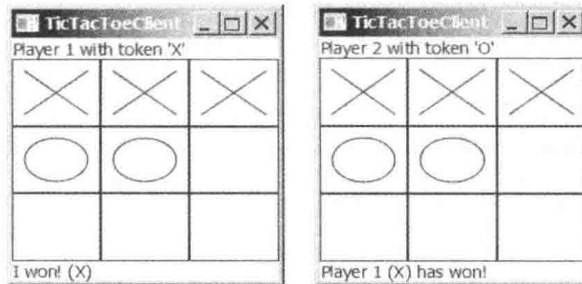 TicTacToeClient
Player 1 with token 'X'
I won! (X)
TicTacToeClient
Player 2 with token 'O'
Player 1 (X) has won!